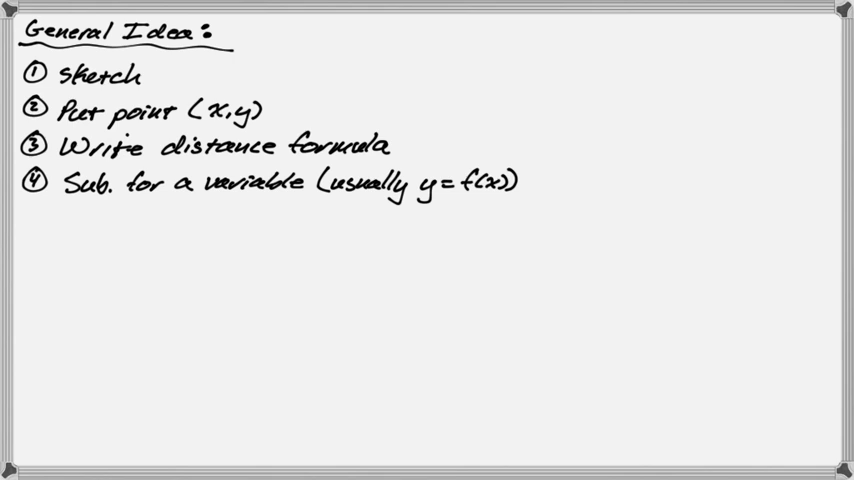 General Idea:
① Sketch
② Put point (x,y)
③ Write distance formula
④ Sub. for a variable (usually y=f(x))